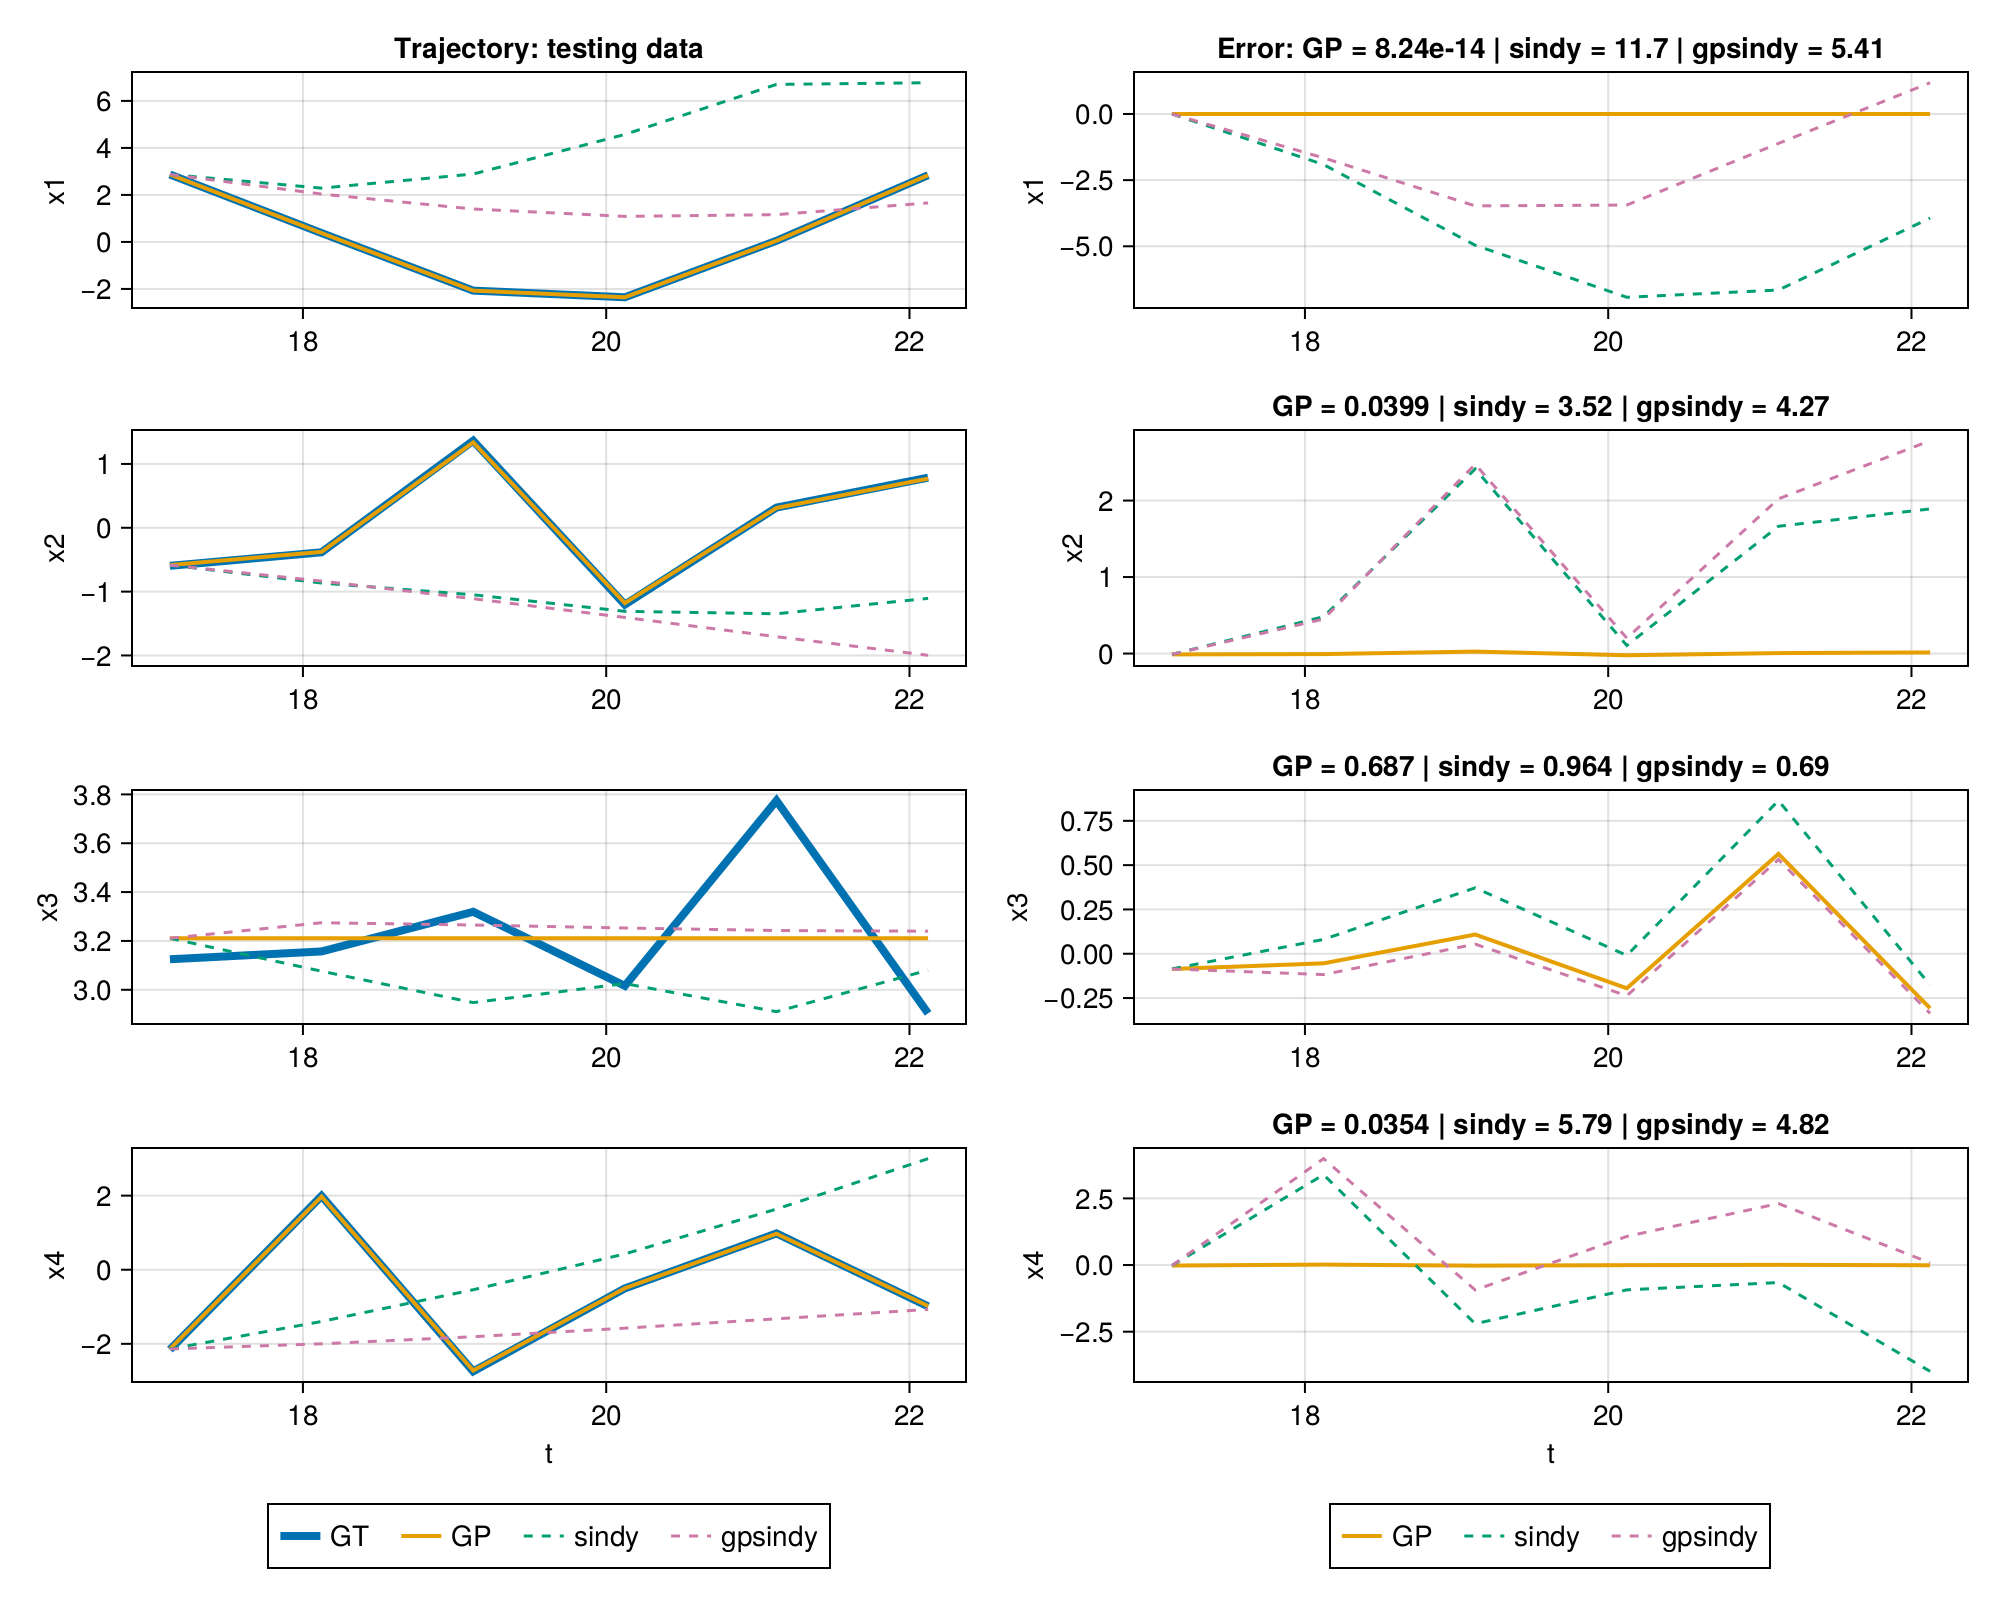 Trajectory: testing data
Error: GP = 8.24e-14 | sindy = 11.7 | gpsindy = 5.41
x1
6
4
2
0
−2
18 20 22
x1
0.0
−2.5
−5.0
18 20 22
GP = 0.0399 | sindy = 3.52 | gpsindy = 4.27
x2
1
0
−1
−2
18 20 22
x2
2
1
0
18 20 22
GP = 0.687 | sindy = 0.964 | gpsindy = 0.69
x3
3.8
3.6
3.4
3.2
3.0
18 20 22
x3
0.75
0.50
0.25
0.00
−0.25
18 20 22
GP = 0.0354 | sindy = 5.79 | gpsindy = 4.82
x4
2
0
−2
18 20 22
t
x4
2.5
0.0
−2.5
18 20 22
t
GT GP sindy gpsindy
GP sindy gpsindy